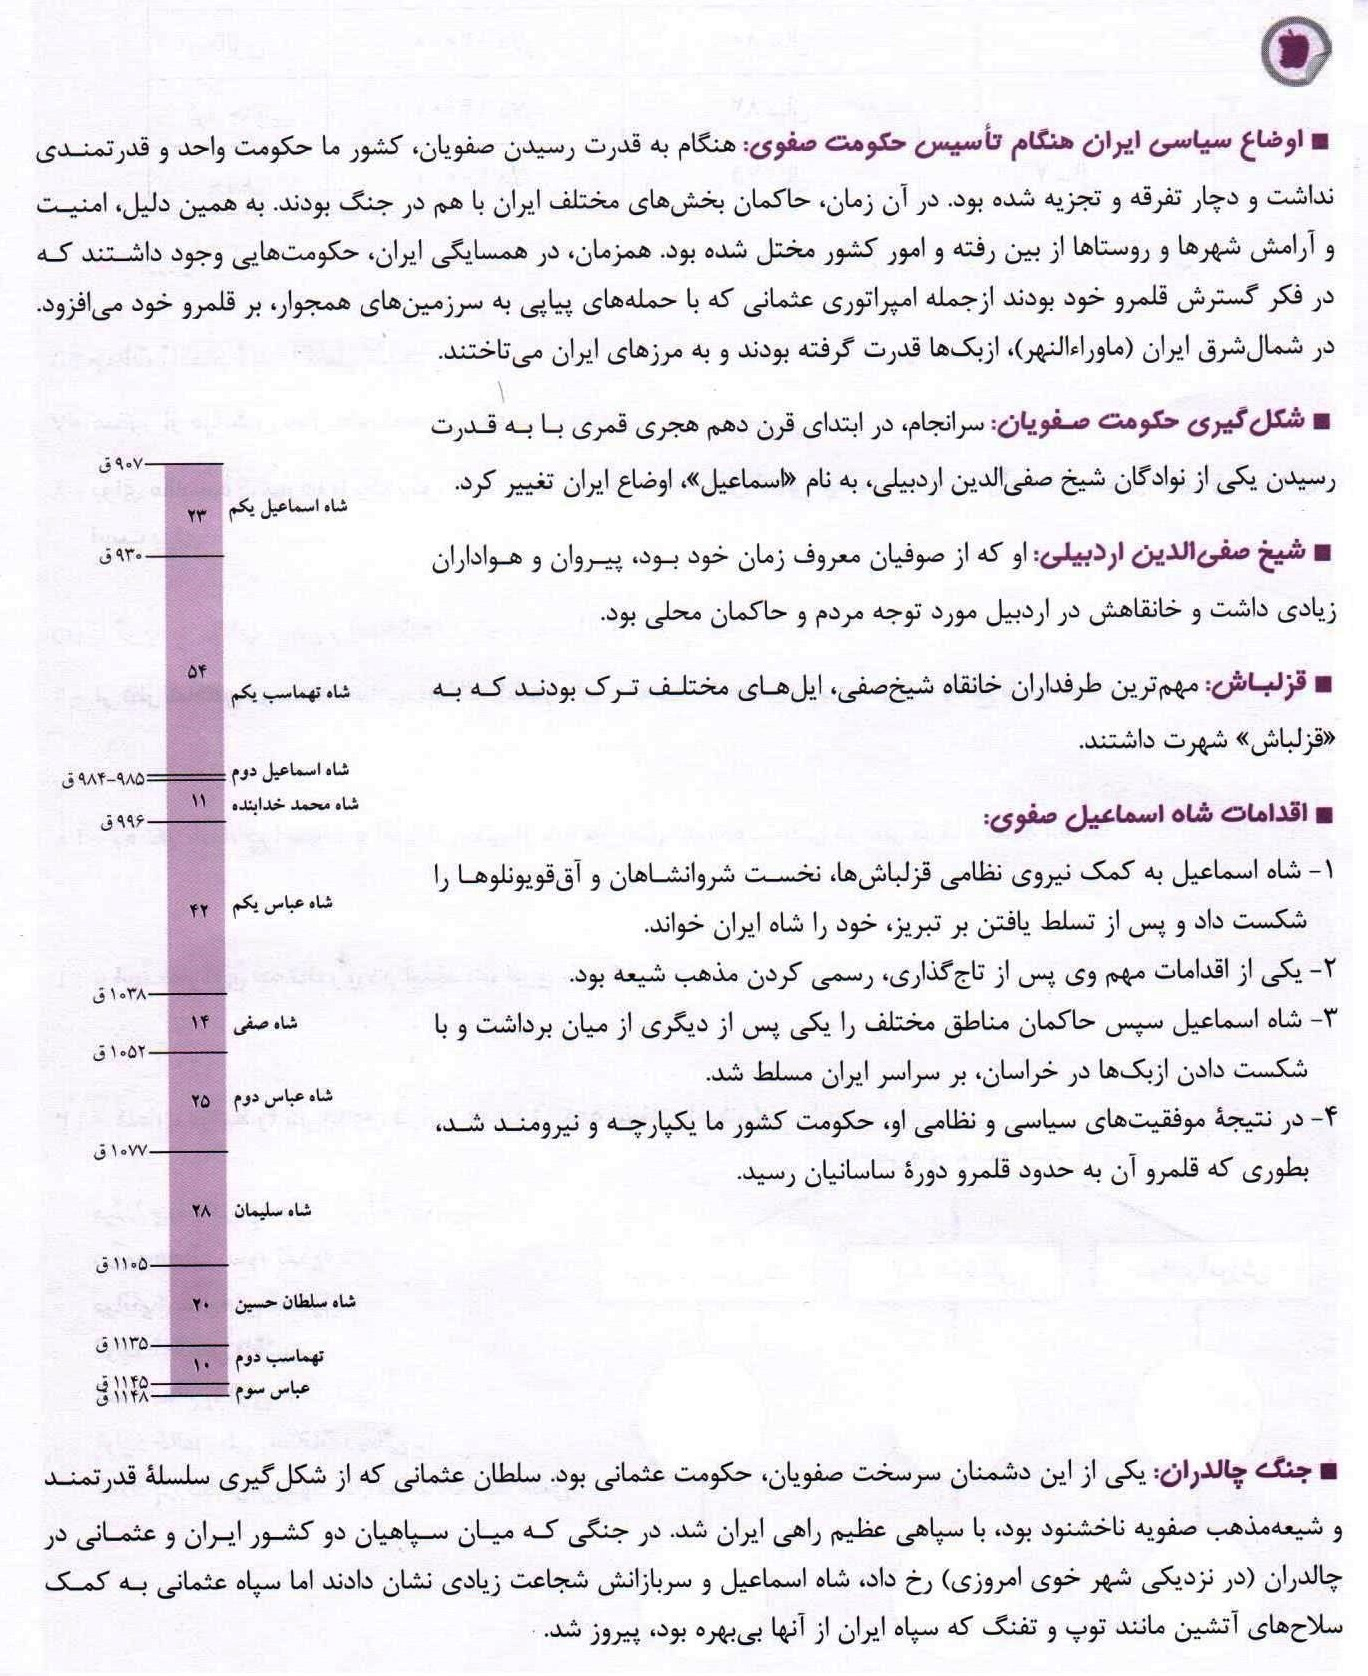 ■ اوضاع سیاسی ایران هنگام تأسیس حکومت صفوی: هنگام به قدرت رسیدن صفویان، کشور ما حکومت واحد و قدرتمندی
نداشت و دچار تفرقه و تجزیه شده بود. در آن زمان، حاکمان بخش‌های مختلف ایران با هم در جنگ بودند. به همین دلیل، امنیت
و آرامش شهرها و روستاها از بین رفته و امور کشور مختل شده بود. همزمان، در همسایگی ایران، حکومت‌هایی وجود داشتند که
در فکر گسترش قلمرو خود بودند ازجمله امپراتوری عثمانی که با حمله‌های پیاپی به سرزمین‌های همجوار، بر قلمرو خود می‌افزود.
در شمال‌شرق ایران (ماوراءالنهر)، ازبک‌ها قدرت گرفته بودند و به مرزهای ایران می‌تاختند.
■ شکل‌گیری حکومت صفویان: سرانجام، در ابتدای قرن دهم هجری قمری با به قدرت
رسیدن یکی از نوادگان شیخ صفی‌الدین اردبیلی، به نام «اسماعیل»، اوضاع ایران تغییر کرد.
■ شیخ صفی‌الدین اردبیلی: او که از صوفیان معروف زمان خود بود، پیروان و هواداران
زیادی داشت و خانقاهش در اردبیل مورد توجه مردم و حاکمان محلی بود.
■ قزلباش: مهم‌ترین طرفداران خانقاه شیخ‌صفی، ایل‌های مختلف ترک بودند که به
«قزلباش» شهرت داشتند.
■ اقدامات شاه اسماعیل صفوی:
۱- شاه اسماعیل به کمک نیروی نظامی قزلباش‌ها، نخست شروانشاهان و آق‌قویونلوها را
شکست داد و پس از تسلط یافتن بر تبریز، خود را شاه ایران خواند.
۲- یکی از اقدامات مهم وی پس از تاج‌گذاری، رسمی کردن مذهب شیعه بود.
۳- شاه اسماعیل سپس حاکمان مناطق مختلف را یکی پس از دیگری از میان برداشت و با
شکست دادن ازبک‌ها در خراسان، بر سراسر ایران مسلط شد.
۴- در نتیجهٔ موفقیت‌های سیاسی و نظامی او، حکومت کشور ما یکپارچه و نیرومند شد،
بطوری که قلمرو آن به حدود قلمرو دورهٔ ساسانیان رسید.
۹۰۷ ق
شاه اسماعیل یکم ۲۳
۹۳۰ ق
شاه تهماسب یکم ۵۴
شاه اسماعیل دوم ۹۸۵-۹۸۴ ق
شاه محمد خدابنده ۱۱
۹۹۶ ق
شاه عباس یکم ۴۲
۱۰۳۸ ق
شاه صفی ۱۴
۱۰۵۲ ق
شاه عباس دوم ۲۵
۱۰۷۷ ق
شاه سلیمان ۲۸
۱۱۰۵ ق
شاه سلطان حسین ۲۰
۱۱۳۵ ق
تهماسب دوم ۱۰
۱۱۴۵ ق
عباس سوم
۱۱۴۸ ق
■ جنگ چالدران: یکی از این دشمنان سرسخت صفویان، حکومت عثمانی بود. سلطان عثمانی که از شکل‌گیری سلسلهٔ قدرتمند
و شیعه‌مذهب صفویه ناخشنود بود، با سپاهی عظیم راهی ایران شد. در جنگی که میان سپاهیان دو کشور ایران و عثمانی در
چالدران (در نزدیکی شهر خوی امروزی) رخ داد، شاه اسماعیل و سربازانش شجاعت زیادی نشان دادند اما سپاه عثمانی به کمک
سلاح‌های آتشین مانند توپ و تفنگ که سپاه ایران از آنها بی‌بهره بود، پیروز شد.